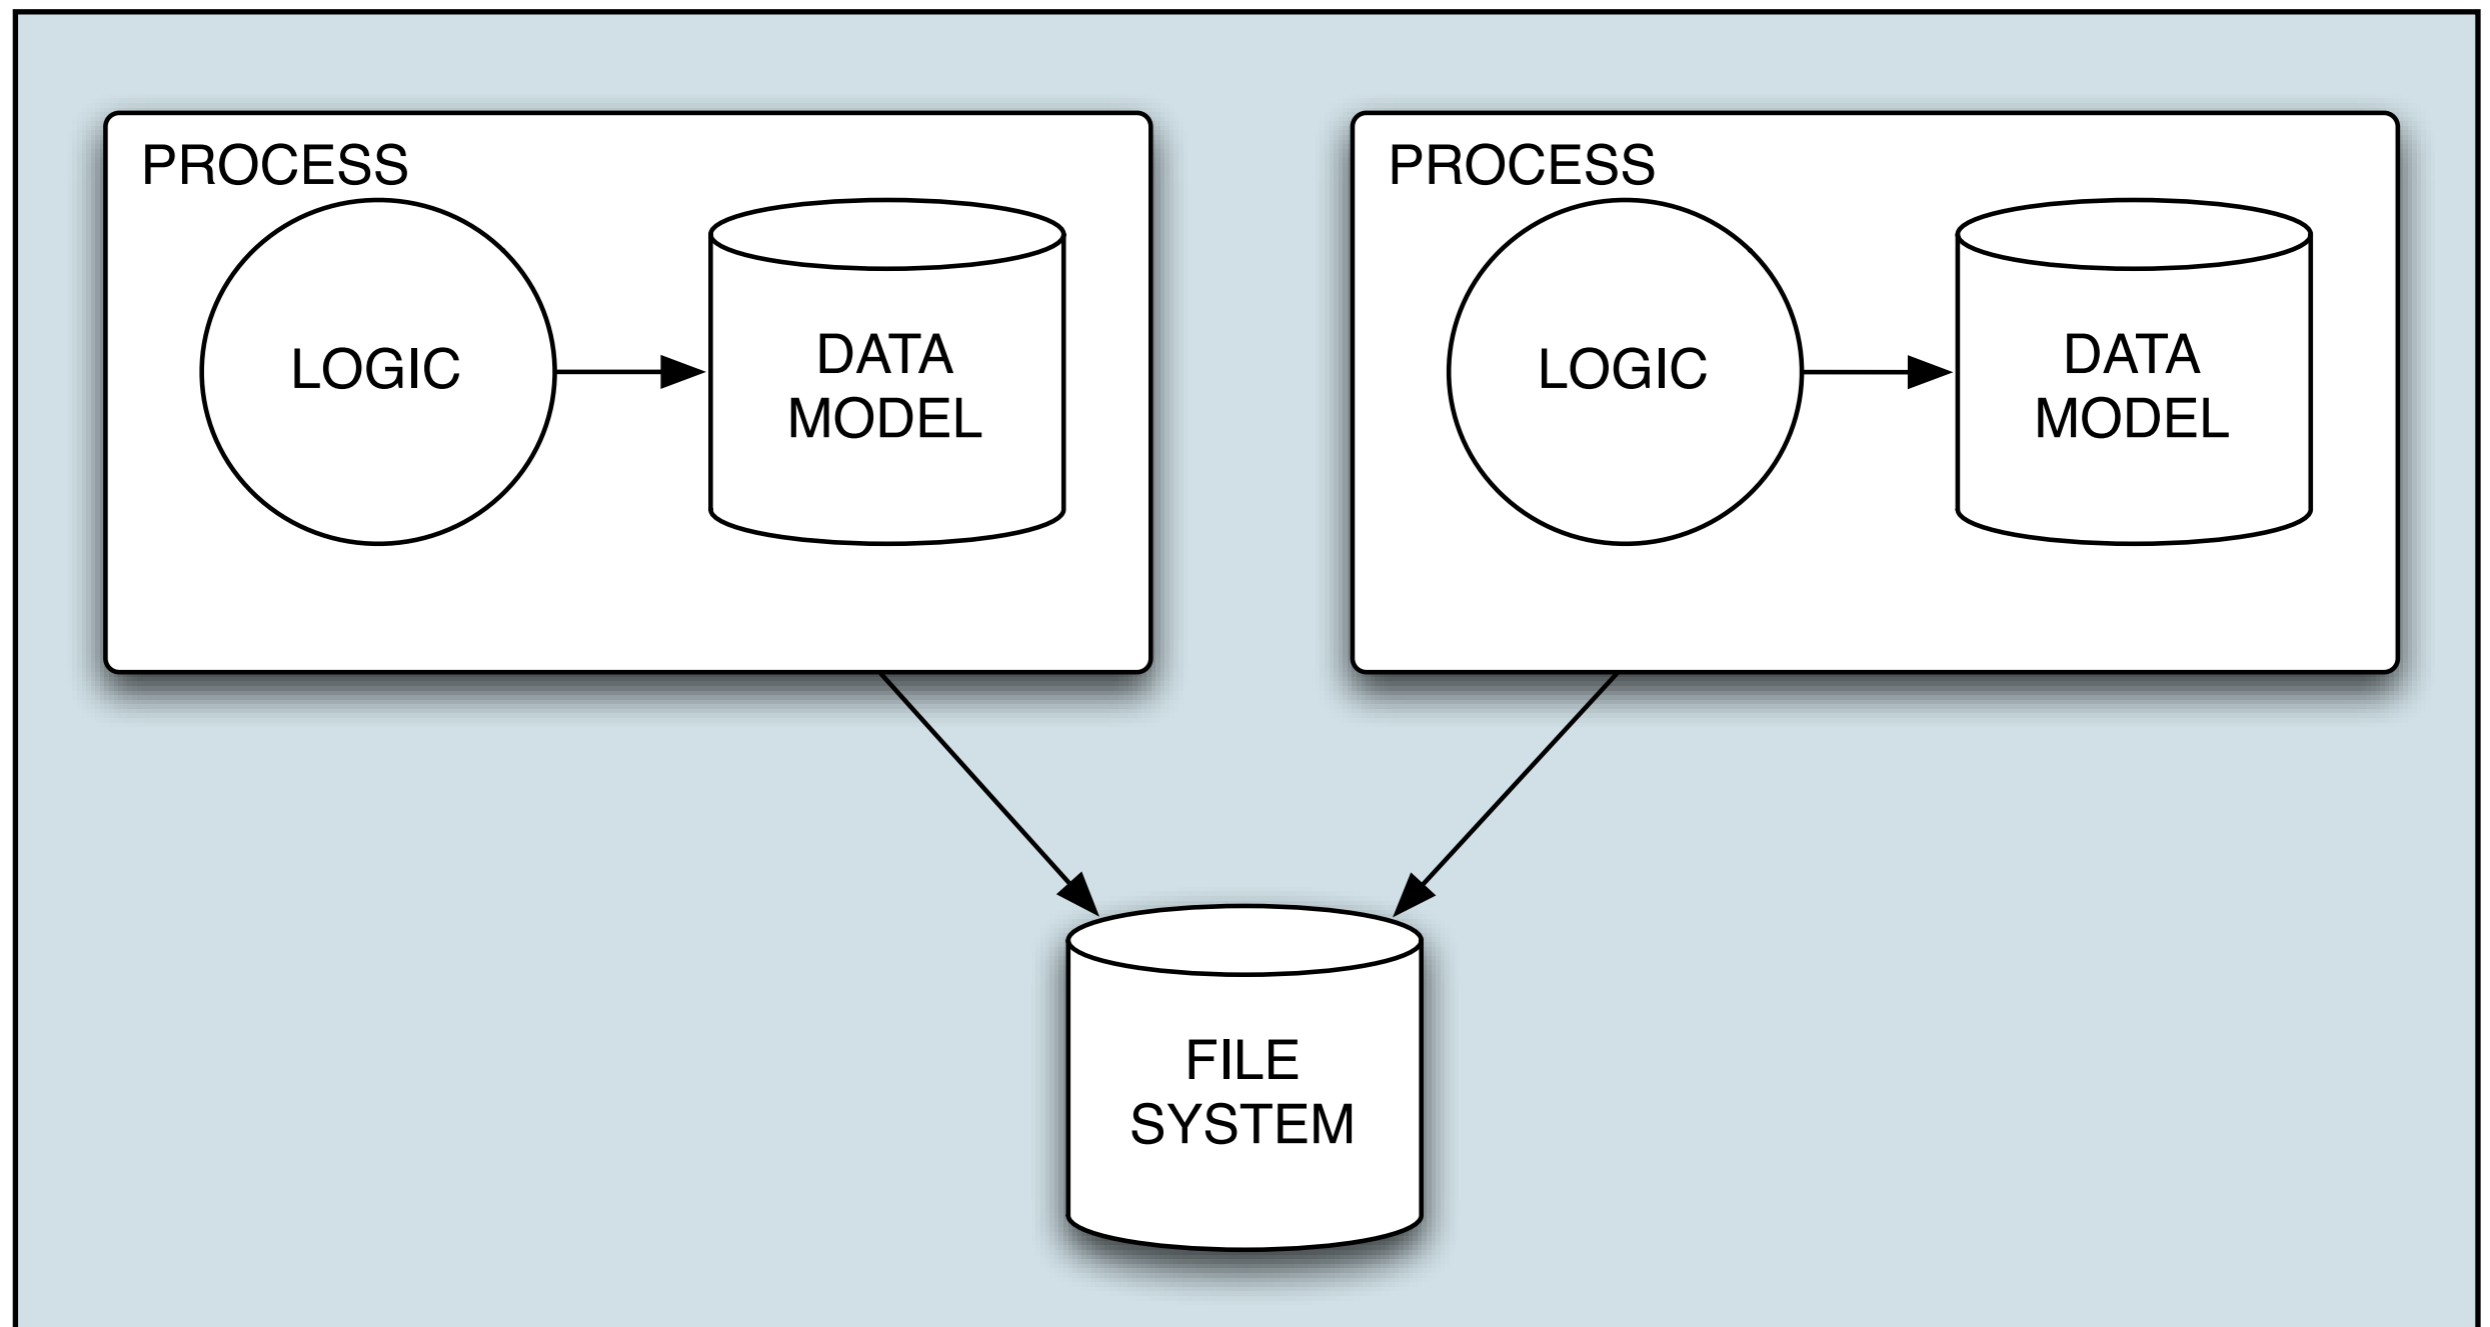 PROCESS
LOGIC
DATA
MODEL
PROCESS
LOGIC
DATA
MODEL
FILE
SYSTEM